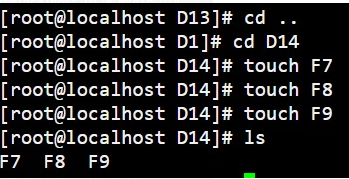 [root@localhost D13]# cd ..
[root@localhost D1]# cd D14
[root@localhost D14]# touch F7
[root@localhost D14]# touch F8
[root@localhost D14]# touch F9
[root@localhost D14]# ls
F7  F8  F9